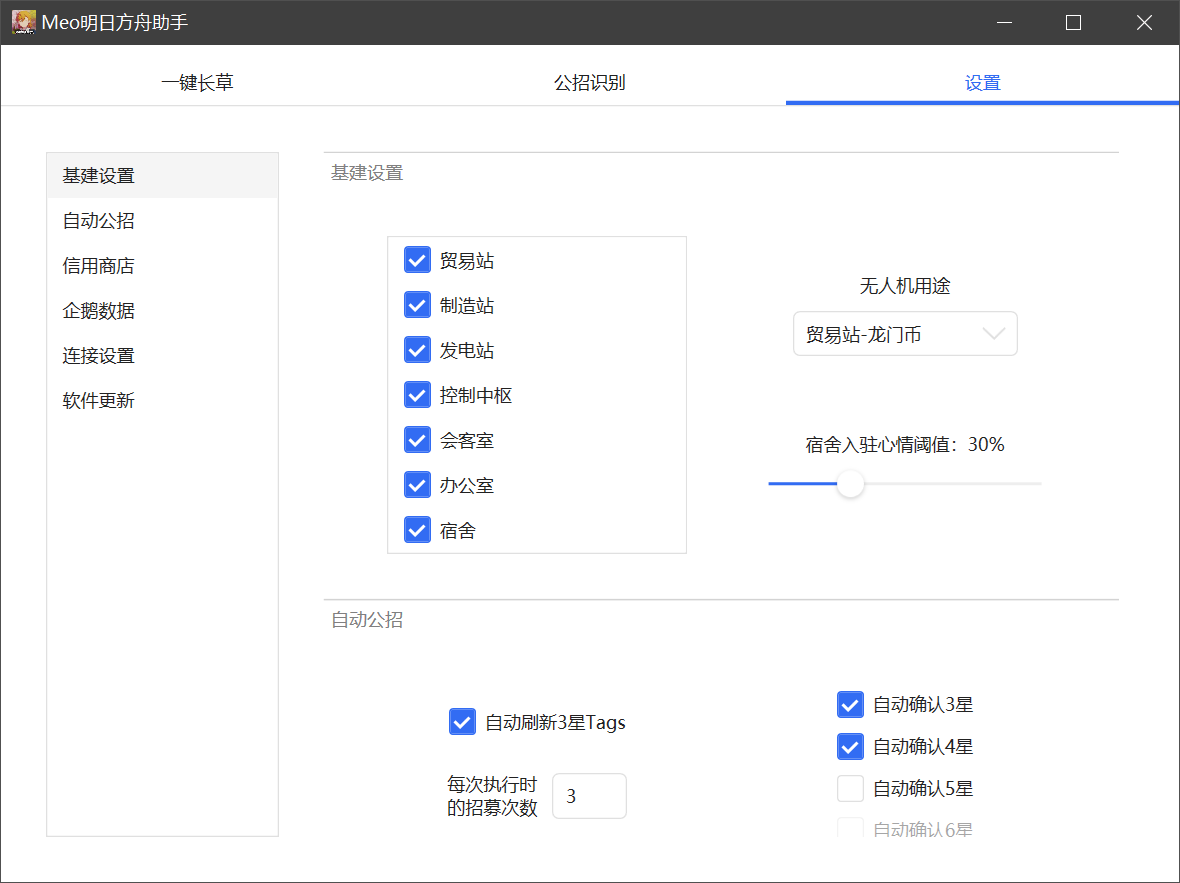 Meo明日方舟助手
一键长草
公招识别
设置
基建设置
自动公招
信用商店
企鹅数据
连接设置
软件更新
基建设置
贸易站
制造站
发电站
控制中枢
会客室
办公室
宿舍
无人机用途
贸易站-龙门币
宿舍入驻心情阈值：30%
自动公招
自动刷新3星Tags
每次执行时
的招募次数
3
自动确认3星
自动确认4星
自动确认5星
自动确认6星